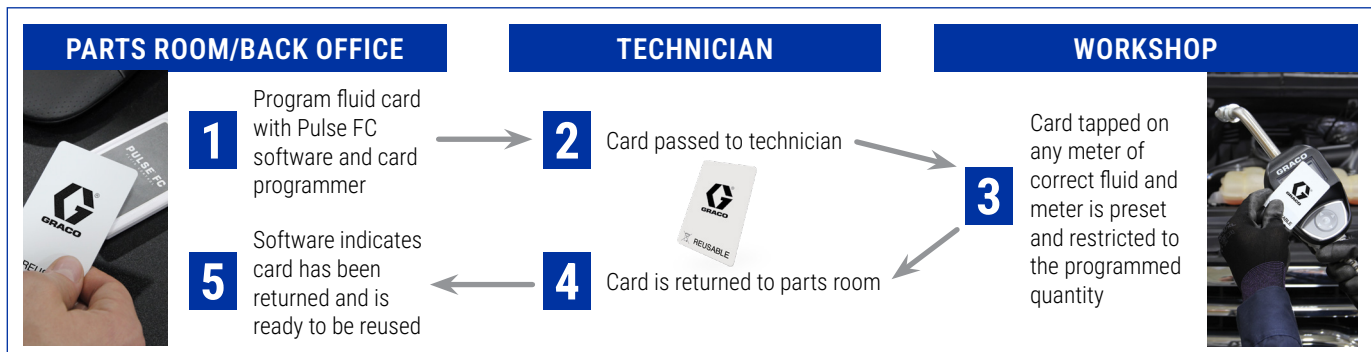 PARTS ROOM/BACK OFFICE
TECHNICIAN
WORKSHOP
1
Program fluid card
with Pulse FC
software and card
programmer
2
Card passed to technician
3
Card tapped on
any meter of
correct fluid and
meter is preset
and restricted to
the programmed
quantity
4
Card is returned to parts room
5
Software indicates
card has been
returned and is
ready to be reused
PULSE FC
GRACO
GRACO
REUSABLE
GRACO